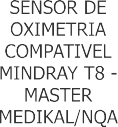 SENSOR DE
OXIMETRIA
COMPATIVEL
MINDRAY T8 -
MASTER
MEDIKAL/NQA